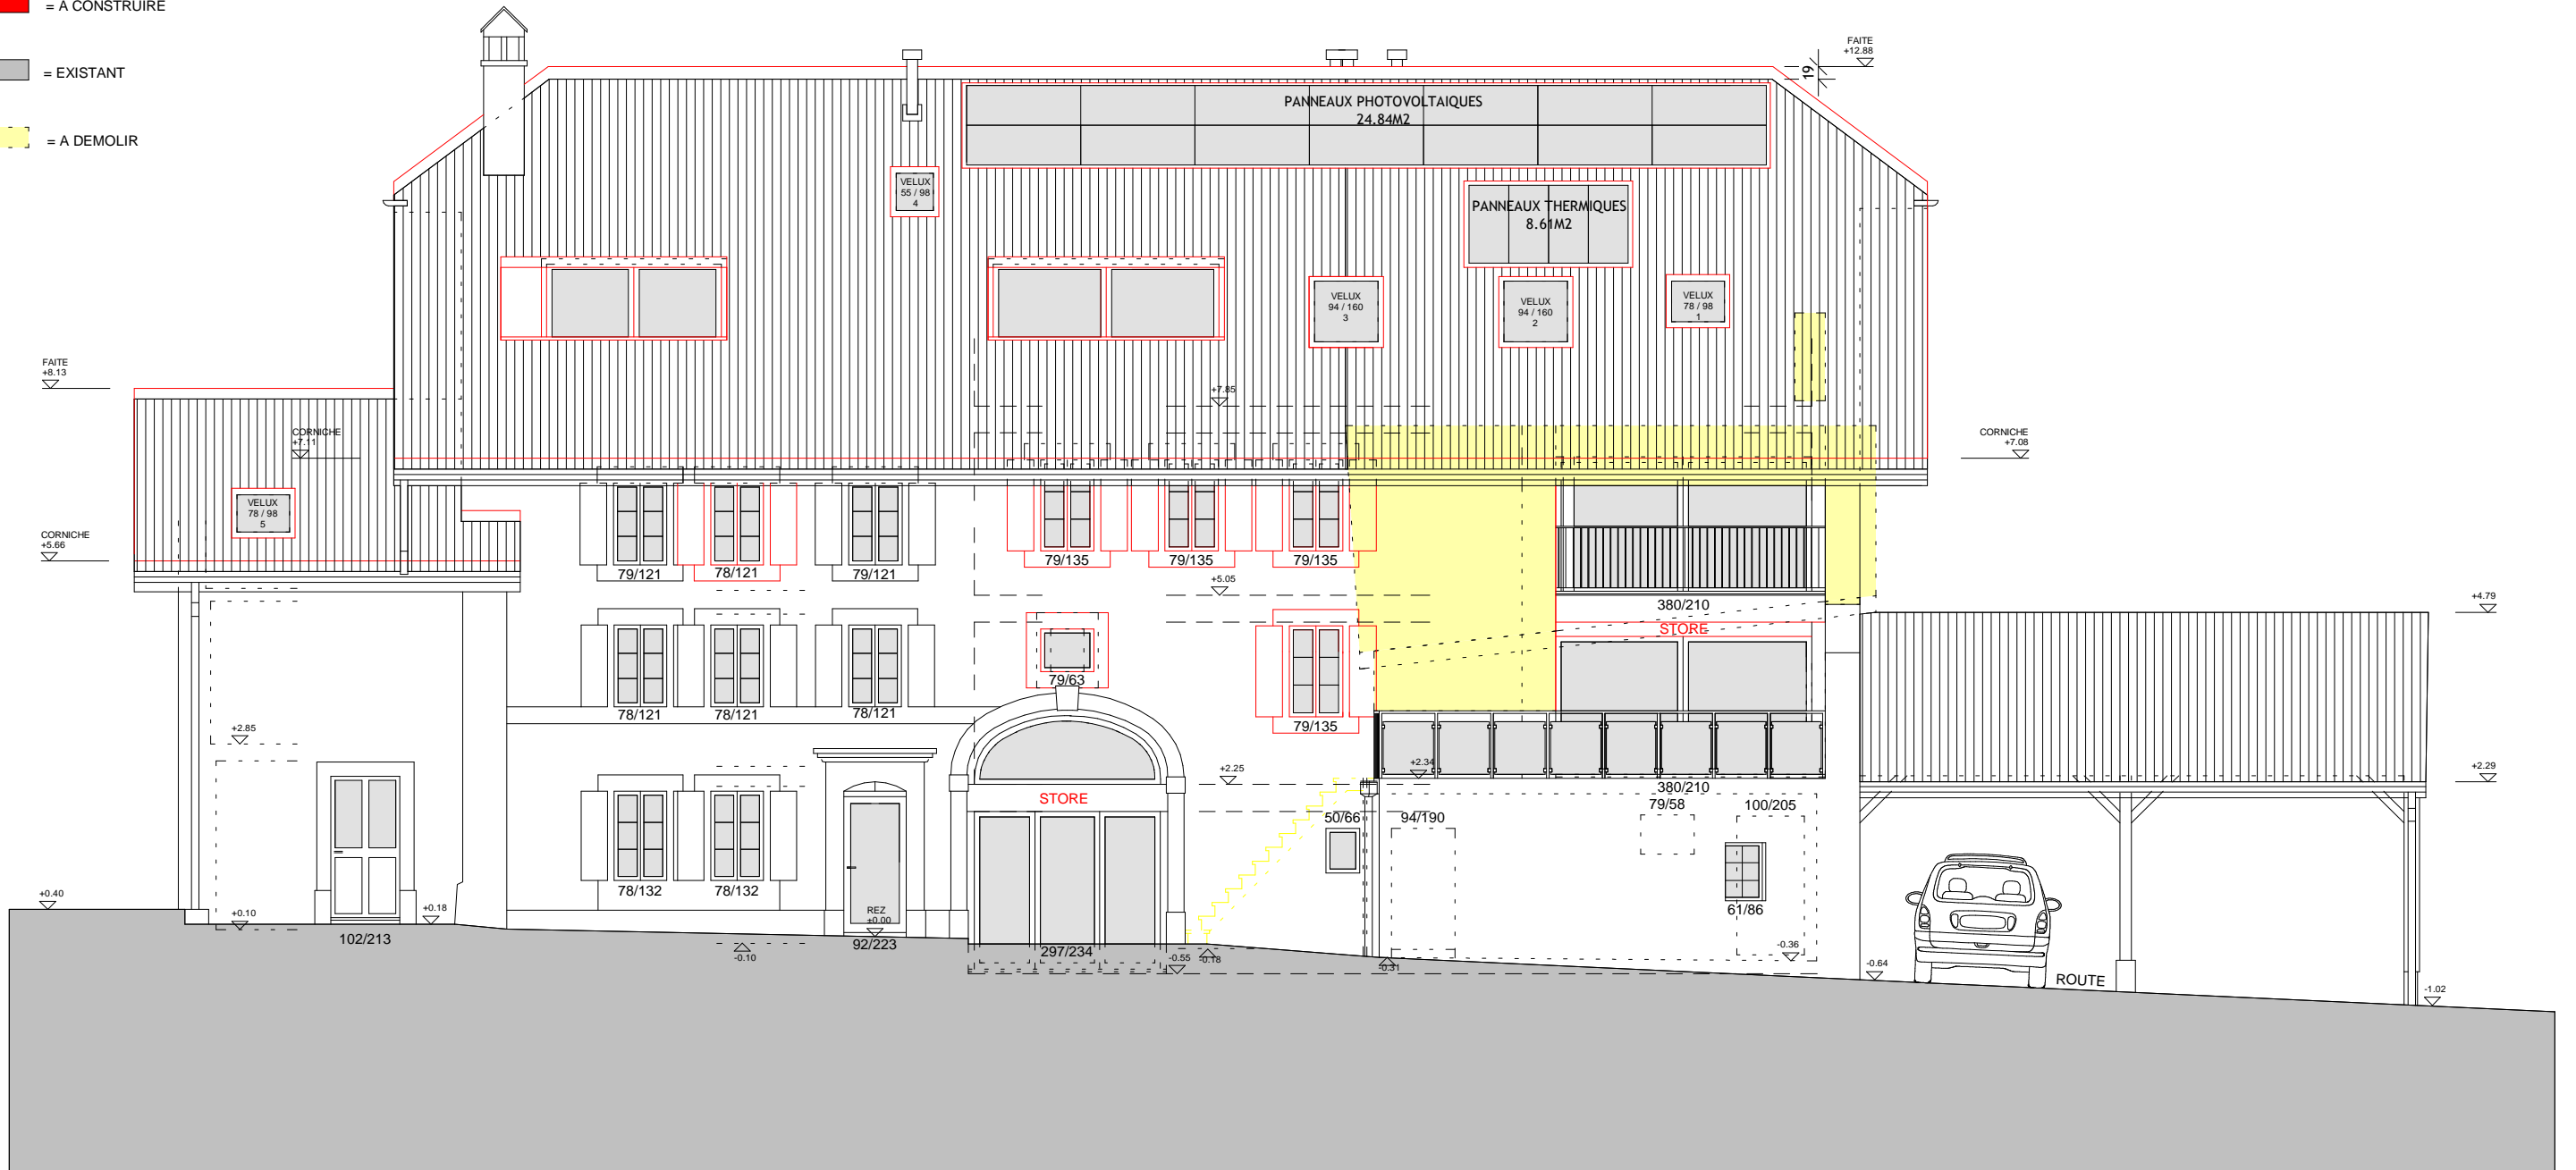 = A CONSTRUIRE
= EXISTANT
= A DEMOLIR
FAITE
+12.88
19
PANNEAUX PHOTOVOLTAIQUES
24.84M2
VELUX
55 / 98
4
PANNEAUX THERMIQUES
8.61M2
VELUX
94 / 160
3
VELUX
94 / 160
2
VELUX
78 / 98
1
FAITE
+8.13
+7.85
CORNICHE
+7.11
CORNICHE
+7.08
VELUX
78 / 98
5
CORNICHE
+5.66
79/121
78/121
79/121
79/135
79/135
79/135
+5.05
380/210
+4.79
STORE
79/63
78/121
78/121
78/121
79/135
+2.85
+2.25
+2.34
+2.29
380/210
STORE
79/58
100/205
50/66
94/190
78/132
78/132
+0.40
+0.10
+0.18
REZ
+0.00
61/86
102/213
92/223
-0.10
297/234
-0.55
-0.18
-0.31
-0.36
-0.64
ROUTE
-1.02